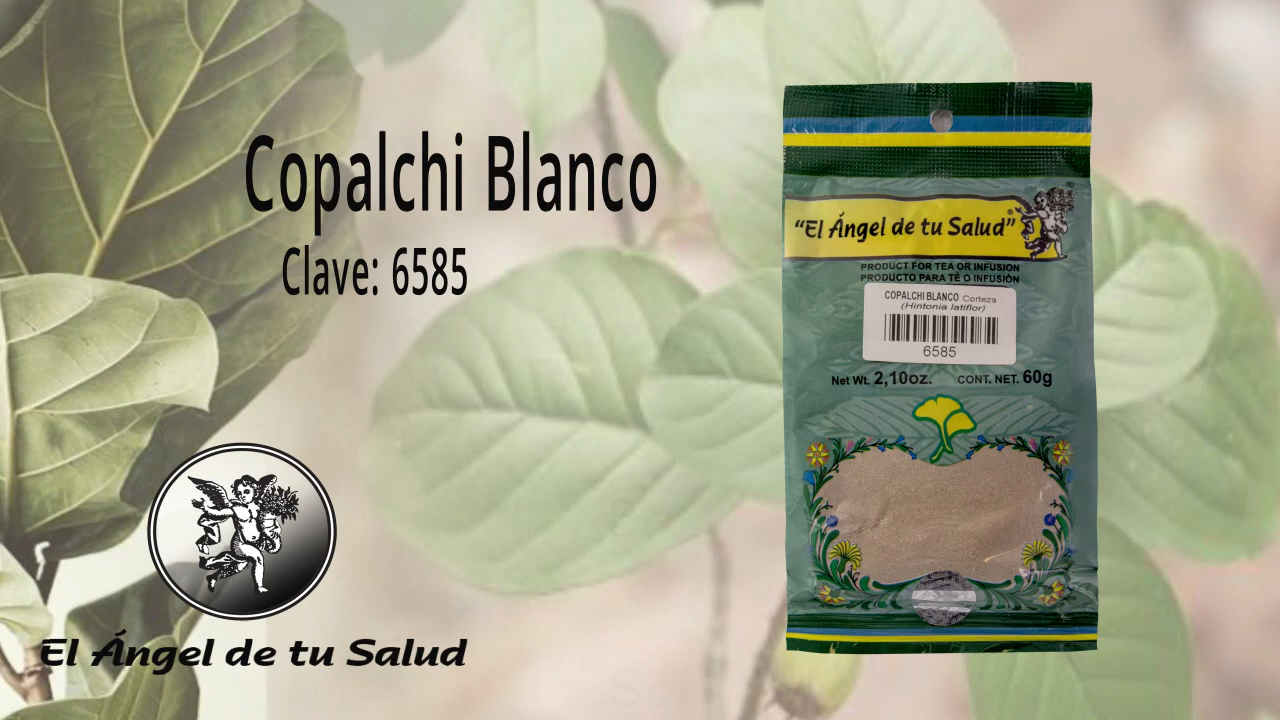 Copalchi Blanco
Clave: 6585
El Ángel de tu Salud
“El Ángel de tu Salud”®
PRODUCT FOR TEA OR INFUSION
PRODUCTO PARA TÉ O INFUSIÓN
COPALCHI BLANCO Corteza
(Hintonia latiflor)
6585
Net Wt. 2,10oz. CONT. NET. 60g